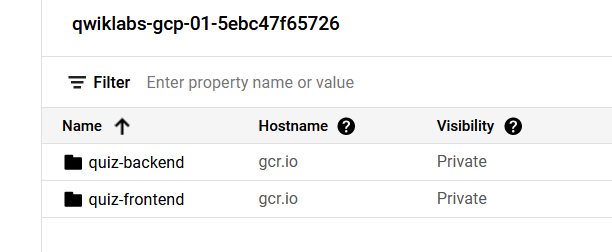 qwiklabs-gcp-01-5ebc47f65726
Filter Enter property name or value
Name Hostname ? Visibility ?
quiz-backend gcr.io Private
quiz-frontend gcr.io Private